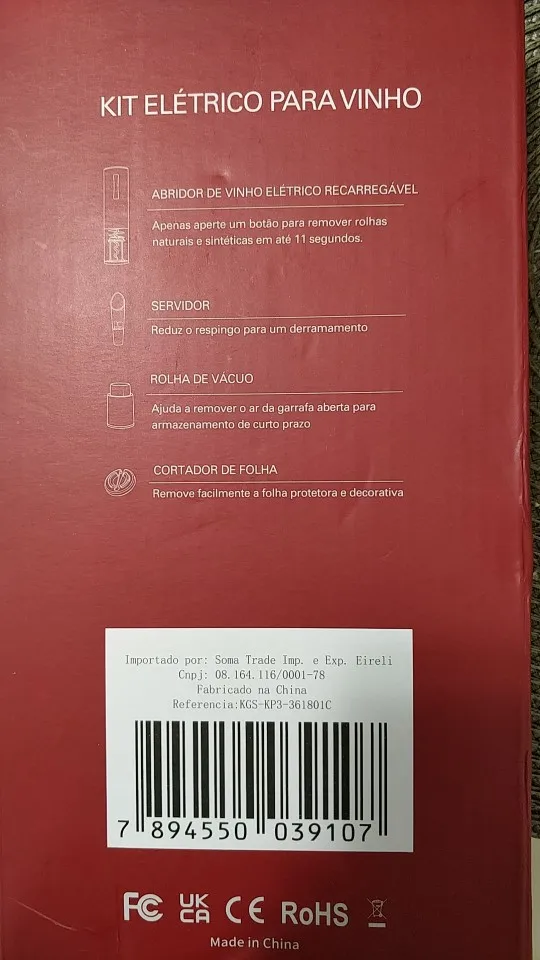 KIT ELÉTRICO PARA VINHO
ABRIDOR DE VINHO ELÉTRICO RECARREGÁVEL
Apenas aperte um botão para remover rolhas
naturais e sintéticas em até 11 segundos.
SERVIDOR
Reduz o respingo para um derramamento
ROLHA DE VÁCUO
Ajuda a remover o ar da garrafa aberta para
armazenamento de curto prazo
CORTADOR DE FOLHA
Remove facilmente a folha protetora e decorativa
Importado por: Soma Trade Imp. e Exp. Eireli
Cnpj: 08.164.116/0001-78
Fabricado na China
Referencia:KGS-KP3-361801C
7 894550 039107
FC UK CA CE RoHS
Made in China